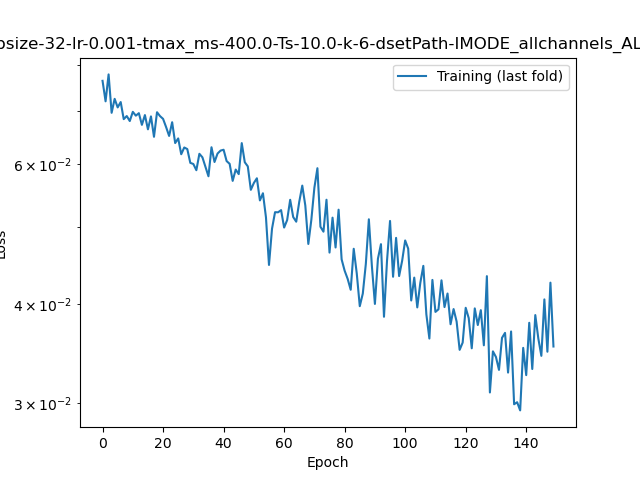 osize-32-lr-0.001-tmax_ms-400.0-Ts-10.0-k-6-dsetPath-IMODE_allchannels_AL
Training (last fold)
6 × 10⁻²
4 × 10⁻²
3 × 10⁻²
Loss
0 20 40 60 80 100 120 140
Epoch